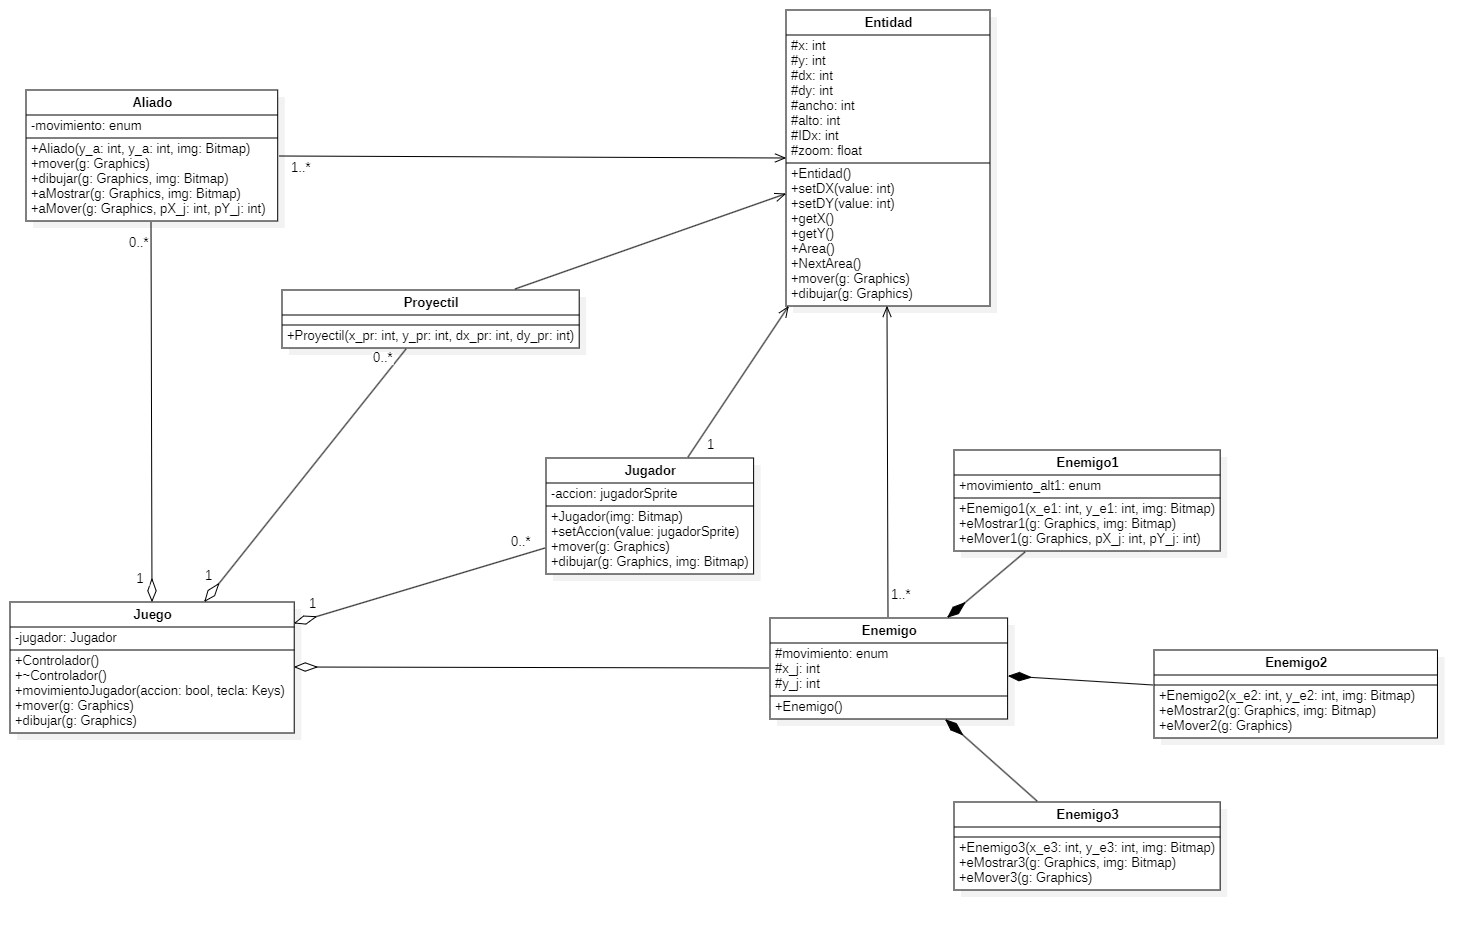 Entidad
#x: int
#y: int
#dx: int
#dy: int
#ancho: int
#alto: int
#IDx: int
#zoom: float
+Entidad()
+setDX(value: int)
+setDY(value: int)
+getX()
+getY()
+Area()
+NextArea()
+mover(g: Graphics)
+dibujar(g: Graphics)
Aliado
-movimiento: enum
+Aliado(y_a: int, y_a: int, img: Bitmap)
+mover(g: Graphics)
+dibujar(g: Graphics, img: Bitmap)
+aMostrar(g: Graphics, img: Bitmap)
+aMover(g: Graphics, pX_j: int, pY_j: int)
1..*
0..*
Proyectil
+Proyectil(x_pr: int, y_pr: int, dx_pr: int, dy_pr: int)
0..*
1
Jugador
-accion: jugadorSprite
+Jugador(img: Bitmap)
+setAccion(value: jugadorSprite)
+mover(g: Graphics)
+dibujar(g: Graphics, img: Bitmap)
0..*
Enemigo1
+movimiento_alt1: enum
+Enemigo1(x_e1: int, y_e1: int, img: Bitmap)
+eMostrar1(g: Graphics, img: Bitmap)
+eMover1(g: Graphics, pX_j: int, pY_j: int)
1
1
1
1..*
Juego
-jugador: Jugador
+Controlador()
+~Controlador()
+movimientoJugador(accion: bool, tecla: Keys)
+mover(g: Graphics)
+dibujar(g: Graphics)
Enemigo
#movimiento: enum
#x_j: int
#y_j: int
+Enemigo()
Enemigo2
+Enemigo2(x_e2: int, y_e2: int, img: Bitmap)
+eMostrar2(g: Graphics, img: Bitmap)
+eMover2(g: Graphics)
Enemigo3
+Enemigo3(x_e3: int, y_e3: int, img: Bitmap)
+eMostrar3(g: Graphics, img: Bitmap)
+eMover3(g: Graphics)